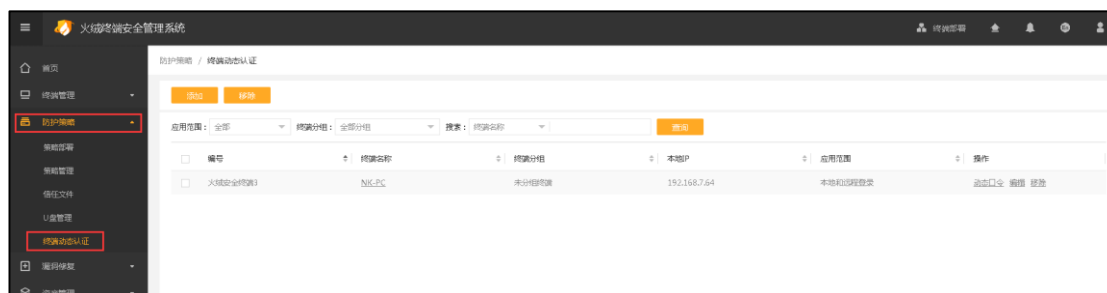 火绒终端安全管理系统 终端部署
防护策略 / 终端动态认证
首页
终端管理
添加 移除
防护策略
应用范围： 全部 终端分组： 全部分组 搜索： 终端名称 查询
策略部署
编号 终端名称 终端分组 本地IP 应用范围 操作
策略管理
火绒安全终端3 NK-PC 未分组终端 192.168.7.64 本地和远程登录 动态口令 编辑 移除
信任文件
U盘管理
终端动态认证
漏洞修复
资产管理